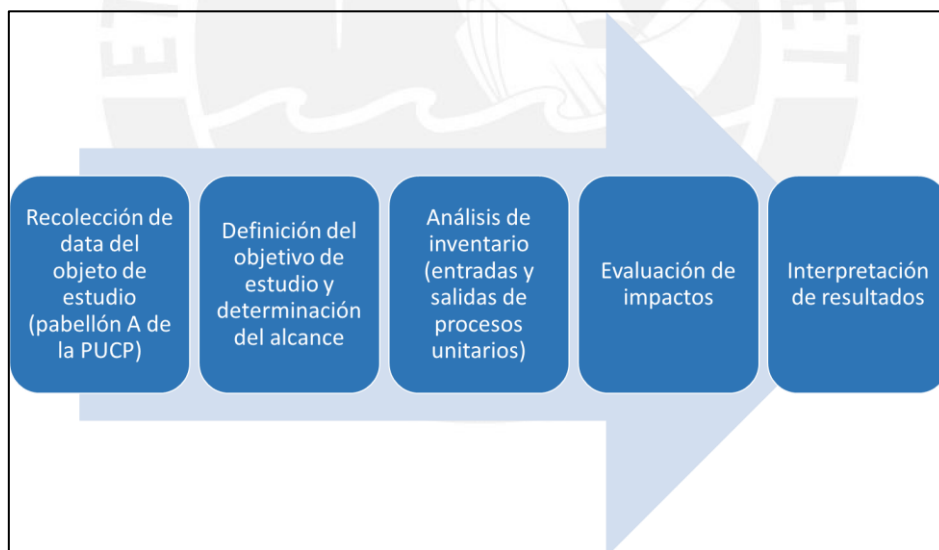 Recolección de
data del
objeto de
estudio
(pabellón A de
la PUCP)
Definición del
objetivo de
estudio y
determinación
del alcance
Análisis de
inventario
(entradas y
salidas de
procesos
unitarios)
Evaluación de
impactos
Interpretación
de resultados